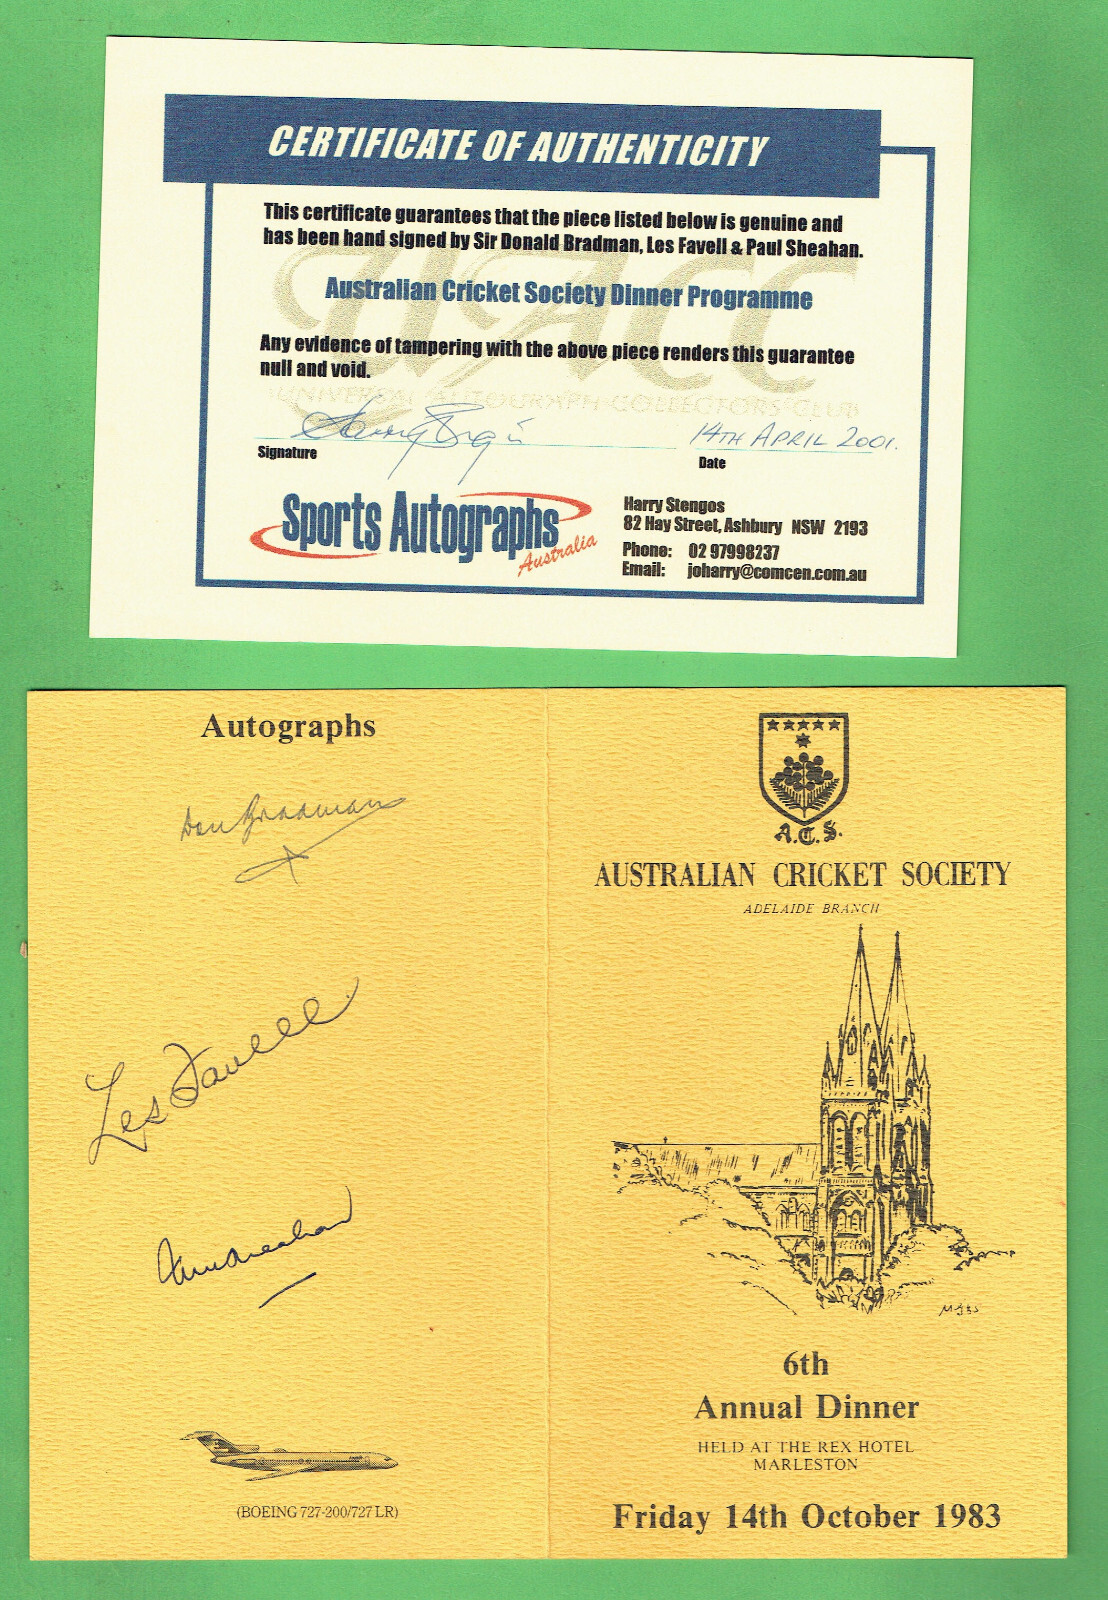 CERTIFICATE OF AUTHENTICITY
This certificate guarantees that the piece listed below is genuine and
has been hand signed by Sir Donald Bradman, Les Favell & Paul Sheahan.
UACC
Australian Cricket Society Dinner Programme
Any evidence of tampering with the above piece renders this guarantee
null and void.
UNIVERSAL AUTOGRAPH COLLECTORS' CLUB
14TH APRIL 2001.
Signature
Date
Sports Autographs
Australia
Harry Stengos
82 Hay Street, Ashbury NSW 2193
Phone: 02 97998237
Email: joharry@comcen.com.au
Autographs
Don Bradman
Les Favell
(BOEING 727-200/727 LR)
A.C.S.
AUSTRALIAN CRICKET SOCIETY
ADELAIDE BRANCH
6th
Annual Dinner
HELD AT THE REX HOTEL
MARLESTON
Friday 14th October 1983